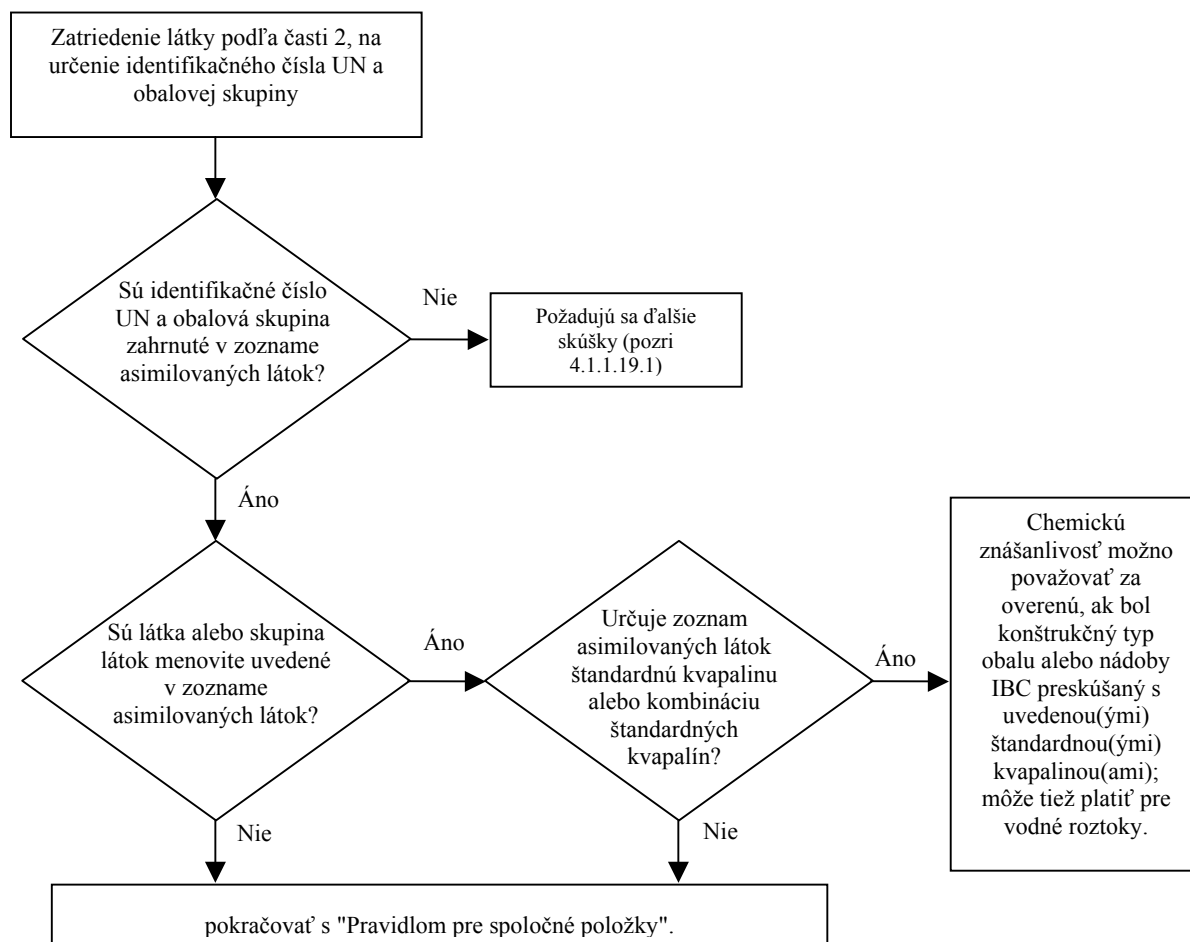 Zatriedenie látky podľa časti 2, na
určenie identifikačného čísla UN a
obalovej skupiny
Sú identifikačné číslo
UN a obalová skupina
zahrnuté v zozname
asimilovaných látok?
Nie
Požadujú sa ďalšie
skúšky (pozri
4.1.1.19.1)
Áno
Sú látka alebo skupina
látok menovite uvedené
v zozname
asimilovaných látok?
Áno
Určuje zoznam
asimilovaných látok
štandardnú kvapalinu
alebo kombináciu
štandardných
kvapalín?
Áno
Chemickú
znášanlivosť možno
považovať za
overenú, ak bol
konštrukčný typ
obalu alebo nádoby
IBC preskúšaný s
uvedenou(ými)
štandardnou(ými)
kvapalinou(ami);
môže tiež platiť pre
vodné roztoky.
Nie
Nie
pokračovať s "Pravidlom pre spoločné položky".